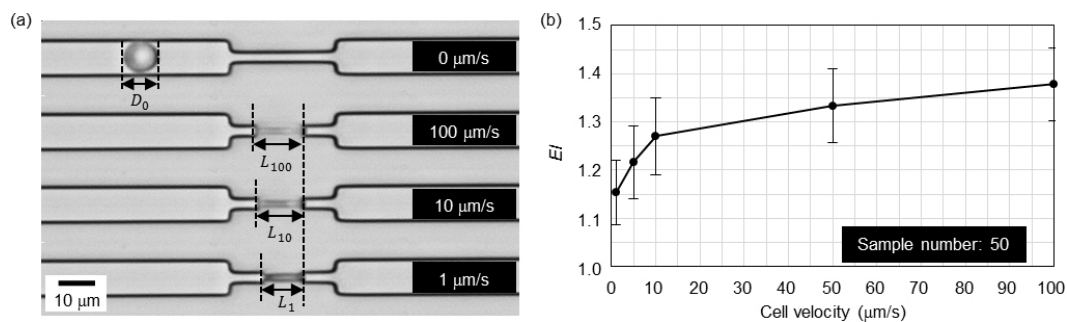 (a)
0 μm/s
D₀
100 μm/s
L₁₀₀
10 μm/s
L₁₀
1 μm/s
10 μm
L₁
(b)
1.5
1.4
1.3
1.2
1.1
1.0
EI
Sample number: 50
0 10 20 30 40 50 60 70 80 90 100
Cell velocity (μm/s)